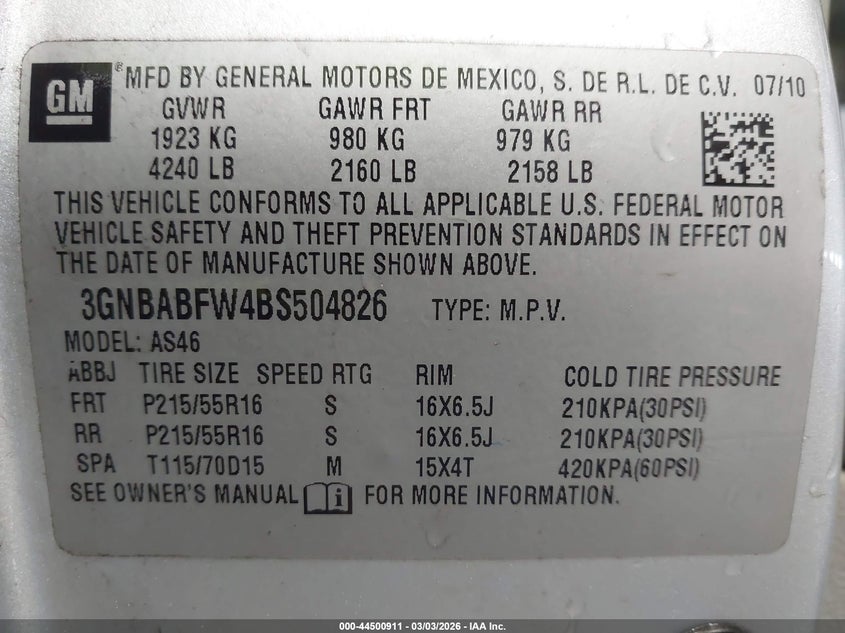 GM ® MFD BY GENERAL MOTORS DE MEXICO, S. DE R.L. DE C.V. 07/10
GVWR GAWR FRT GAWR RR
1923 KG 980 KG 979 KG
4240 LB 2160 LB 2158 LB
THIS VEHICLE CONFORMS TO ALL APPLICABLE U.S. FEDERAL MOTOR
VEHICLE SAFETY AND THEFT PREVENTION STANDARDS IN EFFECT ON
THE DATE OF MANUFACTURE SHOWN ABOVE.
3GNBABFW4BS504826 TYPE: M.P.V.
MODEL: AS46
ABBJ TIRE SIZE SPEED RTG RIM COLD TIRE PRESSURE
FRT P215/55R16 S 16X6.5J 210KPA(30PSI)
RR P215/55R16 S 16X6.5J 210KPA(30PSI)
SPA T115/70D15 M 15X4T 420KPA(60PSI)
SEE OWNER'S MANUAL i FOR MORE INFORMATION.
000-44500911 - 03/03/2026 - IAA Inc.